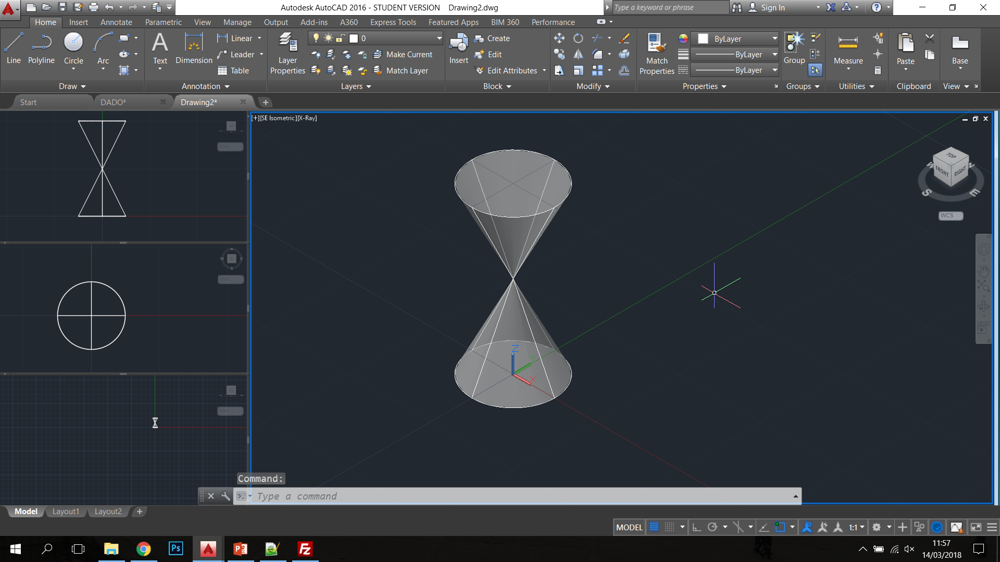 Autodesk AutoCAD 2016 - STUDENT VERSION Drawing2.dwg
Type a keyword or phrase
Sign In
Home Insert Annotate Parametric View Manage Output Add-ins A360 Express Tools Featured Apps BIM 360 Performance
Line Polyline Circle Arc
Draw
Text Dimension
Linear
Leader
Table
Annotation
Layer Properties
0
Make Current
Match Layer
Layers
Insert
Create
Edit
Edit Attributes
Block
Modify
Match Properties
ByLayer
ByLayer
ByLayer
Properties
Group
Groups
Measure
Utilities
Paste
Clipboard
Base
View
Start DADO* Drawing2*
[+][SE Isometric][X-Ray]
TOP
FRONT RIGHT
W N
S E
WCS
N
W E
S
Z
Y
X
Command:
Type a command
Model Layout1 Layout2
MODEL 1:1
Ps
Fz
11:57
14/03/2018